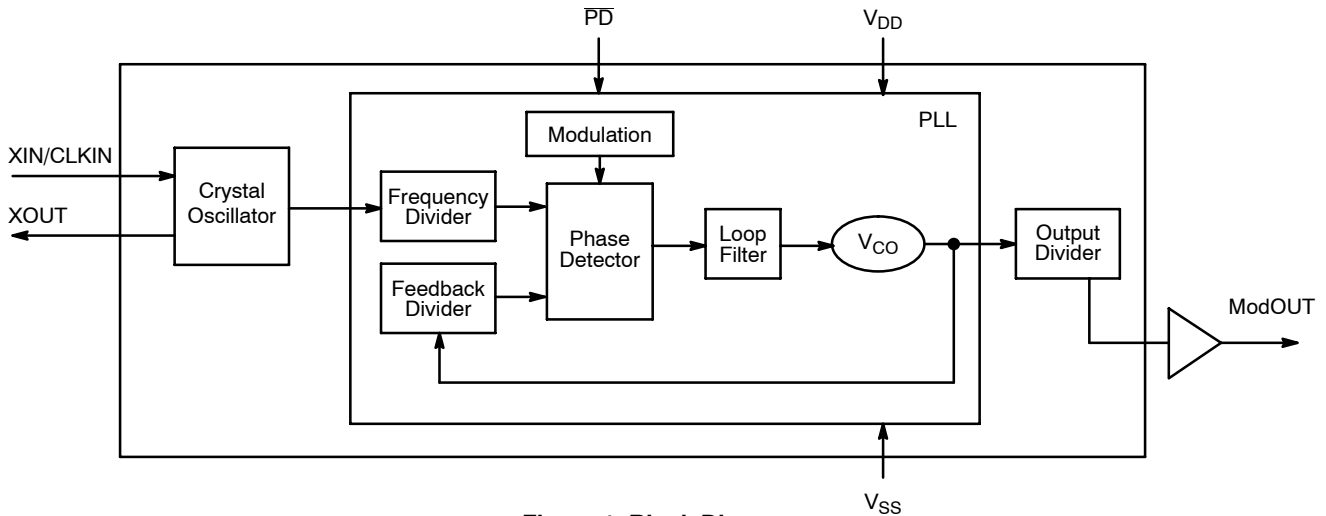 PD
VDD
PLL
Modulation
XIN/CLKIN
XOUT
Crystal
Oscillator
Frequency
Divider
Feedback
Divider
Phase
Detector
Loop
Filter
VCO
Output
Divider
ModOUT
VSS